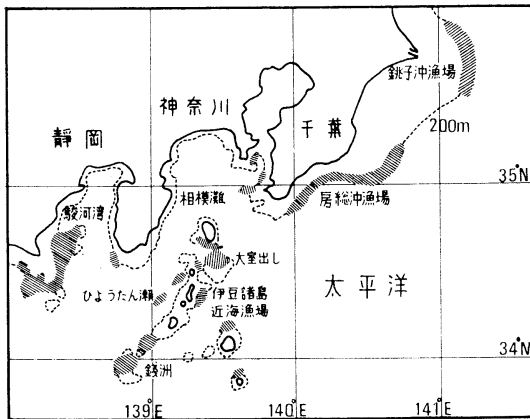 銚子沖漁場
神奈川
千葉
200m
靜岡
35°N
相模灘
駿河湾
房総沖漁場
大室出し
太平洋
ひょうたん瀬
伊豆諸島
近海漁場
34°N
銭洲
139°E
140°E
141°E